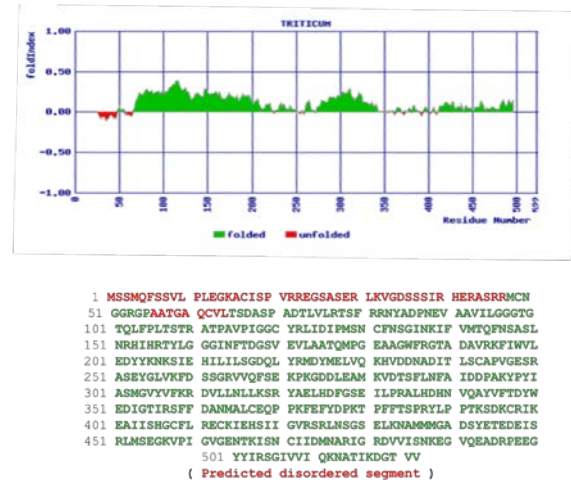 TRITICUM
foldIndex
1.00
0.50
0.00
-0.50
-1.00
0 50 100 150 200 250 300 350 400 450 500
Residue Number
folded unfolded
1 MSSMQFSSVL PLEGKACISP VRREGSASER LKVGDSSSIR HERASRRMCN
51 GGRGPAATGA QCVLTSDASP ADTLVLRTSF RRNYADPNEV AAVILGGGTG
101 TQLFPLTSTR ATPAVPIGGC YRLIDIPMSN CFNSGINKIF VMTQFNSASL
151 NRHIHRTYLG GGINFTDGSV EVLAATQMPG EAAGWFRGTA DAVRKFIWVL
201 EDYYKNKSIE HILILSGDQL YRMDYMELVQ KHVDDNADIT LSCAPVGESR
251 ASEYGLVKFD SSGRVVQFSE KPKGDDLEAM KVDTSFLNFA IDDPAKYPYI
301 ASMGVYVFKR DVLLNLLKSR YAELHDFGSE ILPRALHDHN VQAYVFTDYW
351 EDIGTIRSFF DANMALCEQP PKFEFYDPKT PFFTSPRYLP PTKSDKCRIK
401 EAIISHGCFL RECKIEHSII GVRSRLNSGS ELKNAMMMGA DSYETEDEIS
451 RLMSEGKVPI GVGENTKISN CIIDMNARIG RDVVISNKEG VQEADRPEEG
501 YYIRSGIVVI QKNATIKDGT VV
( Predicted disordered segment )